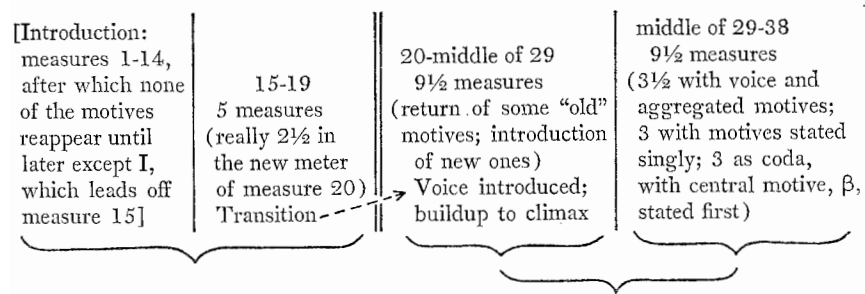 [Introduction:
measures 1-14,
after which none
of the motives
reappear until
later except I,
which leads off
measure 15]
15-19
5 measures
(really 2½ in
the new meter
of measure 20)
Transition
20-middle of 29
9½ measures
(return of some “old”
motives; introduction
of new ones)
Voice introduced;
buildup to climax
middle of 29-38
9½ measures
(3½ with voice and
aggregated motives;
3 with motives stated
singly; 3 as coda,
with central motive, β,
stated first)